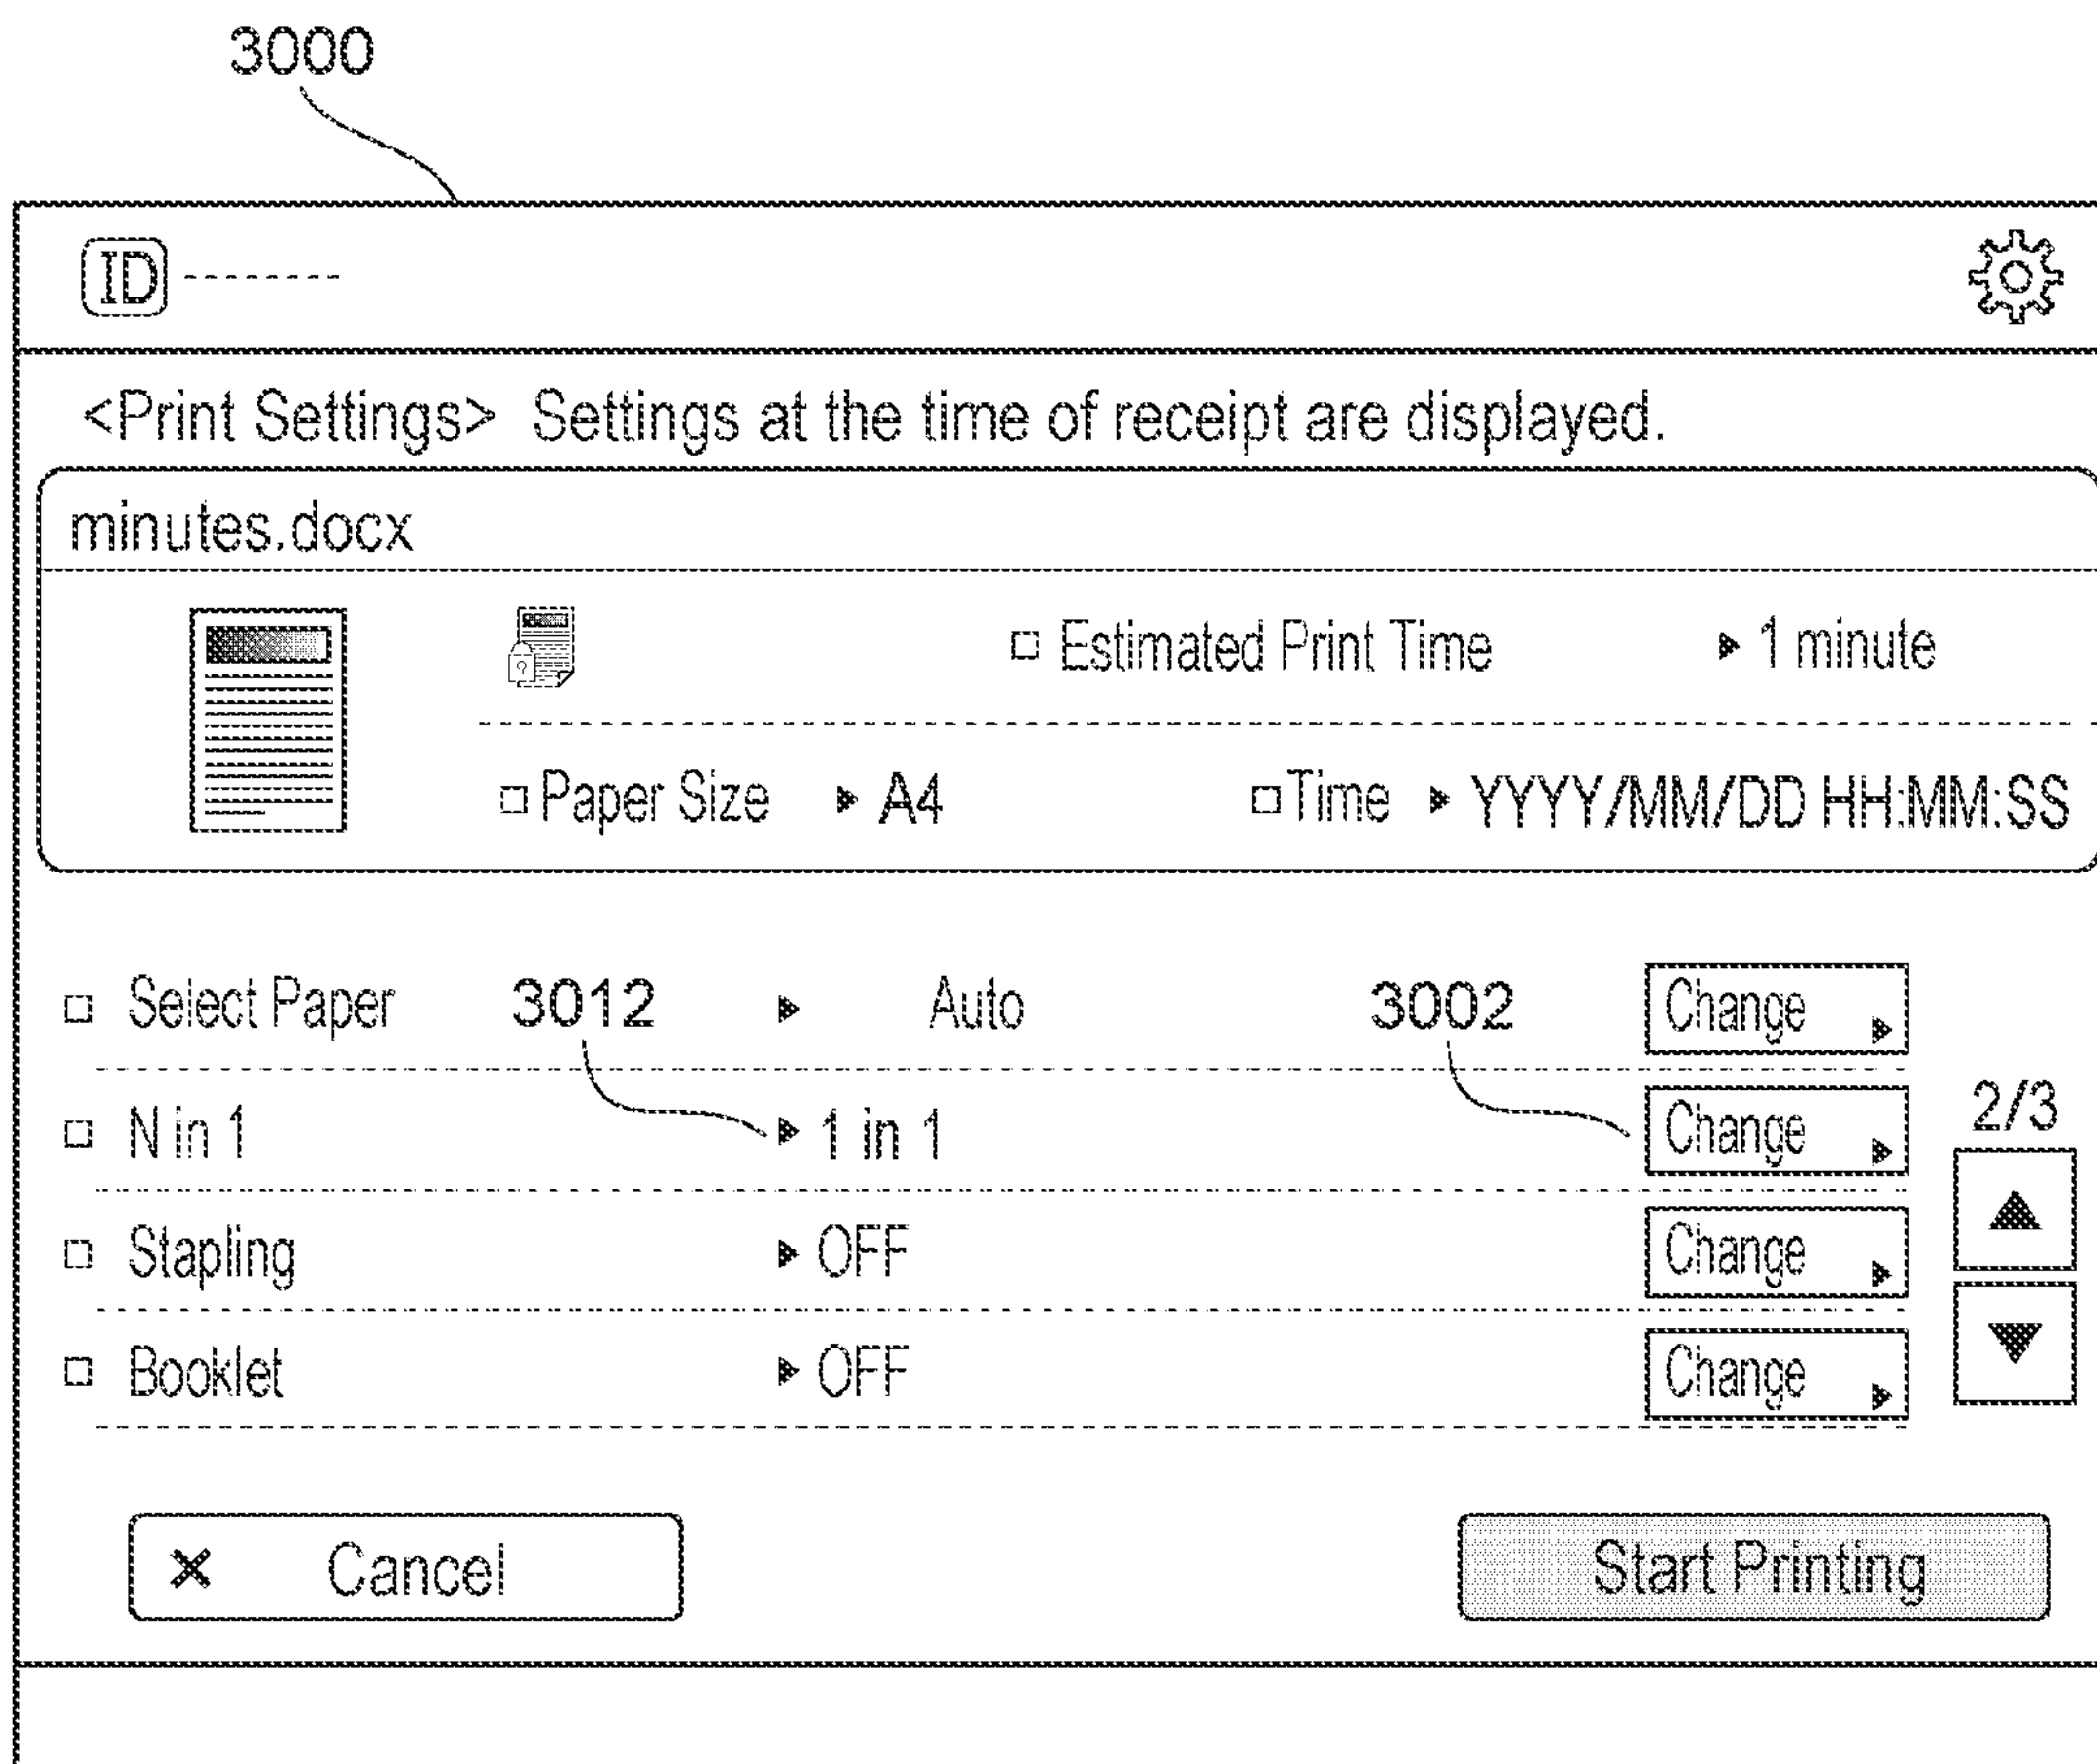 3000
ID --------
<Print Settings> Settings at the time of receipt are displayed.
minutes.docx
Estimated Print Time 1 minute
Paper Size A4 Time YYYY/MM/DD HH:MM:SS
Select Paper 3012 Auto 3002 Change
N in 1 1 in 1 Change 2/3
Stapling OFF Change
Booklet OFF Change
× Cancel Start Printing